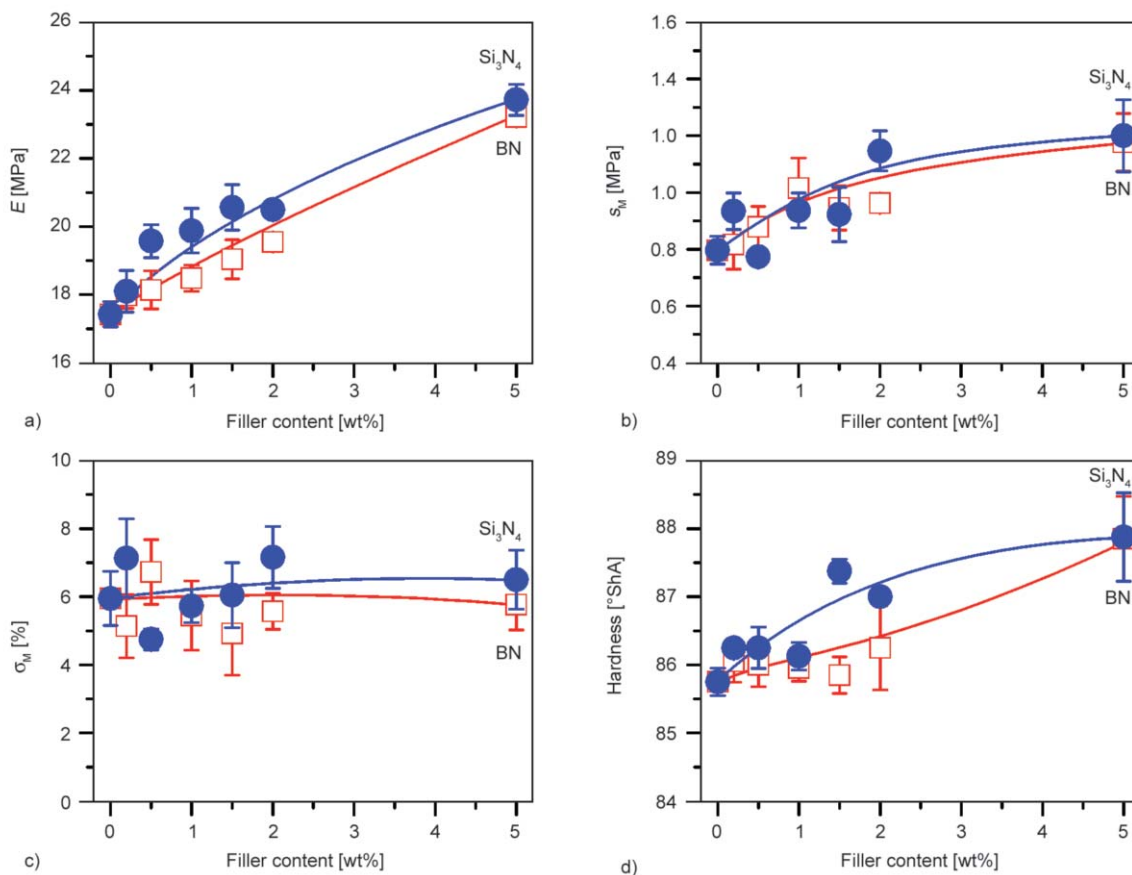 26
24
22
20
18
16
E [MPa]
Si₃N₄
BN
0 1 2 3 4 5
Filler content [wt%]
a)
1.6
1.4
1.0
1.0
0.8
0.6
0.4
s_M [MPa]
Si₃N₄
BN
0 1 2 3 4 5
Filler content [wt%]
b)
10
8
6
4
2
0
σ_M [%]
Si₃N₄
BN
0 1 2 3 4 5
Filler content [wt%]
c)
89
88
87
86
85
84
Hardness [°ShA]
Si₃N₄
BN
0 1 2 3 4 5
Filler content [wt%]
d)